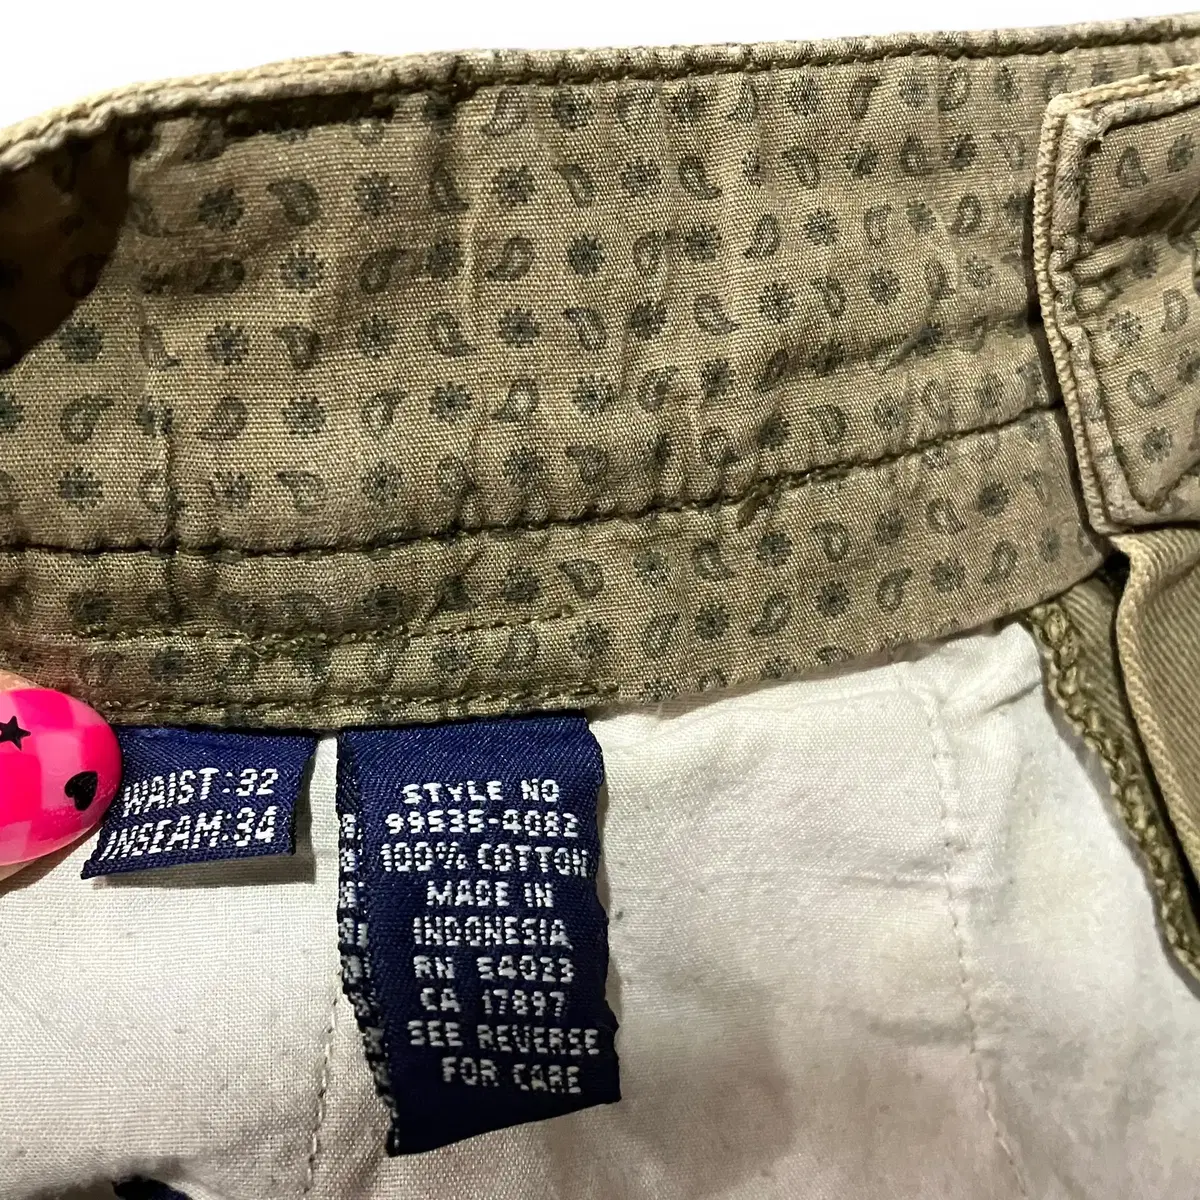 WAIST:32
INSEAM:34
STYLE NO
99535-4082
100% COTTON
MADE IN
INDONESIA
RN 54023
CA 17897
SEE REVERSE
FOR CARE